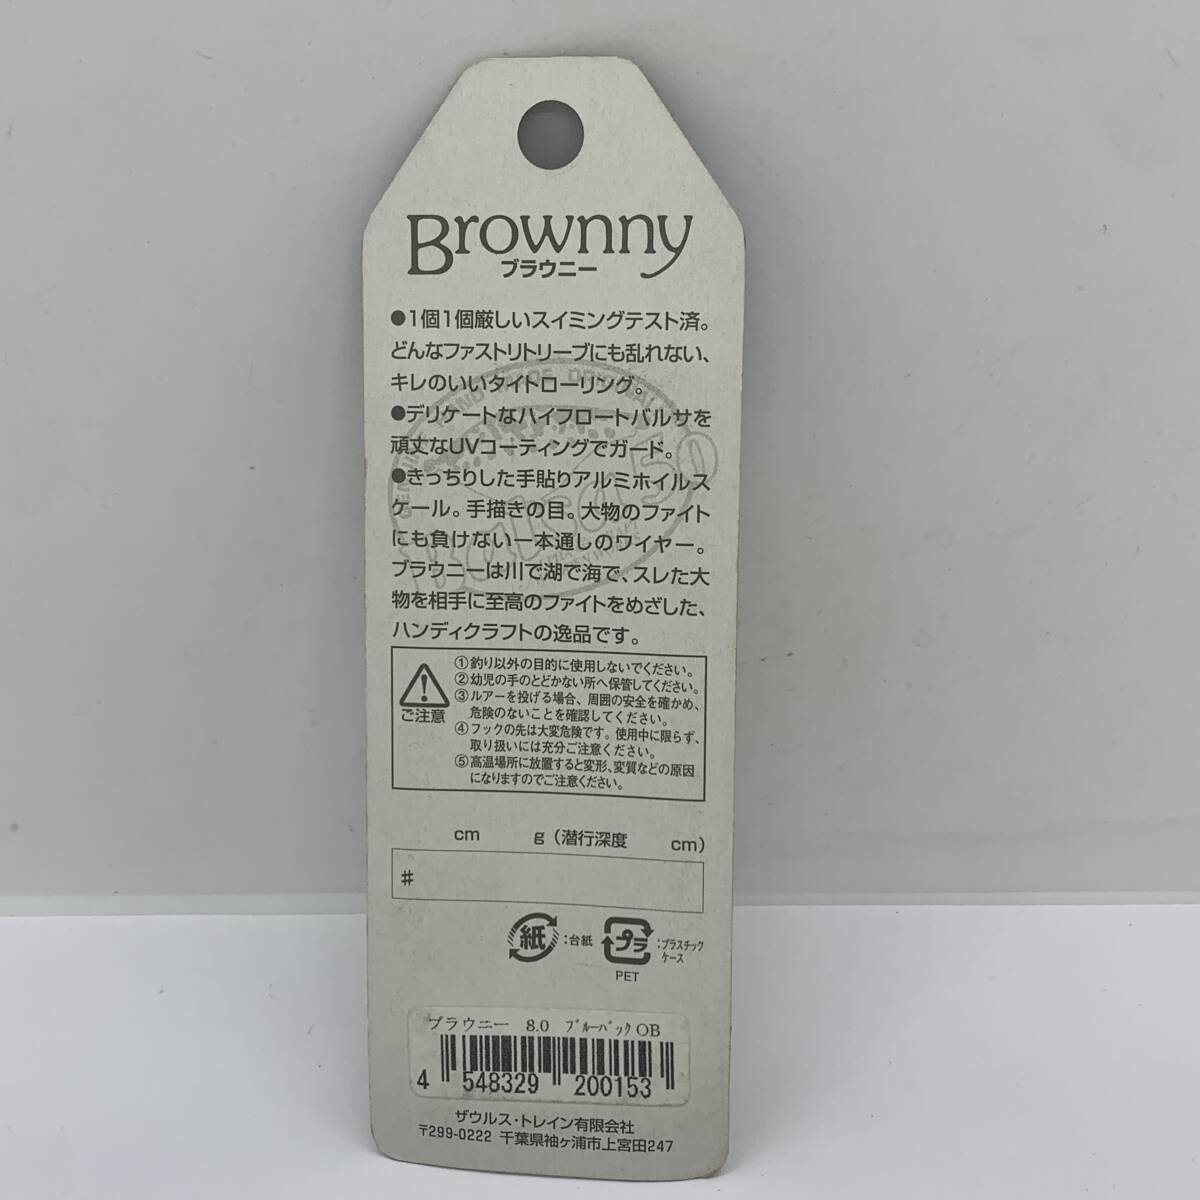 Brownny
ブラウニー
●1個1個厳しいスイミングテスト済。
どんなファストリトリーブにも乱れない、
キレのいいタイトローリング。
●デリケートなハイフロートバルサを
頑丈なUVコーティングでガード。
●きっちりした手貼りアルミホイルス
ケール。手描きの目。大物のファイト
にも負けない一本通しのワイヤー。
ブラウニーは川で湖で海で、スレた大
物を相手に至高のファイトをめざした、
ハンディクラフトの逸品です。
ご注意
①釣り以外の目的に使用しないでください。
②幼児の手のとどかない所へ保管してください。
③ルアーを投げる場合、周囲の安全を確かめ、
危険のないことを確認してください。
④フックの先は大変危険です。使用中に限らず、
取り扱いには充分ご注意ください。
⑤高温場所に放置すると変形、変質などの原因
になりますのでご注意ください。
cm g（潜行深度 cm）
#
紙 :台紙 プラ :プラスチック
ケース
PET
ブラウニー 8.0 ブルーバックOB
4 548329 200153
ザウルス・トレイン有限会社
〒299-0222 千葉県袖ヶ浦市上宮田247